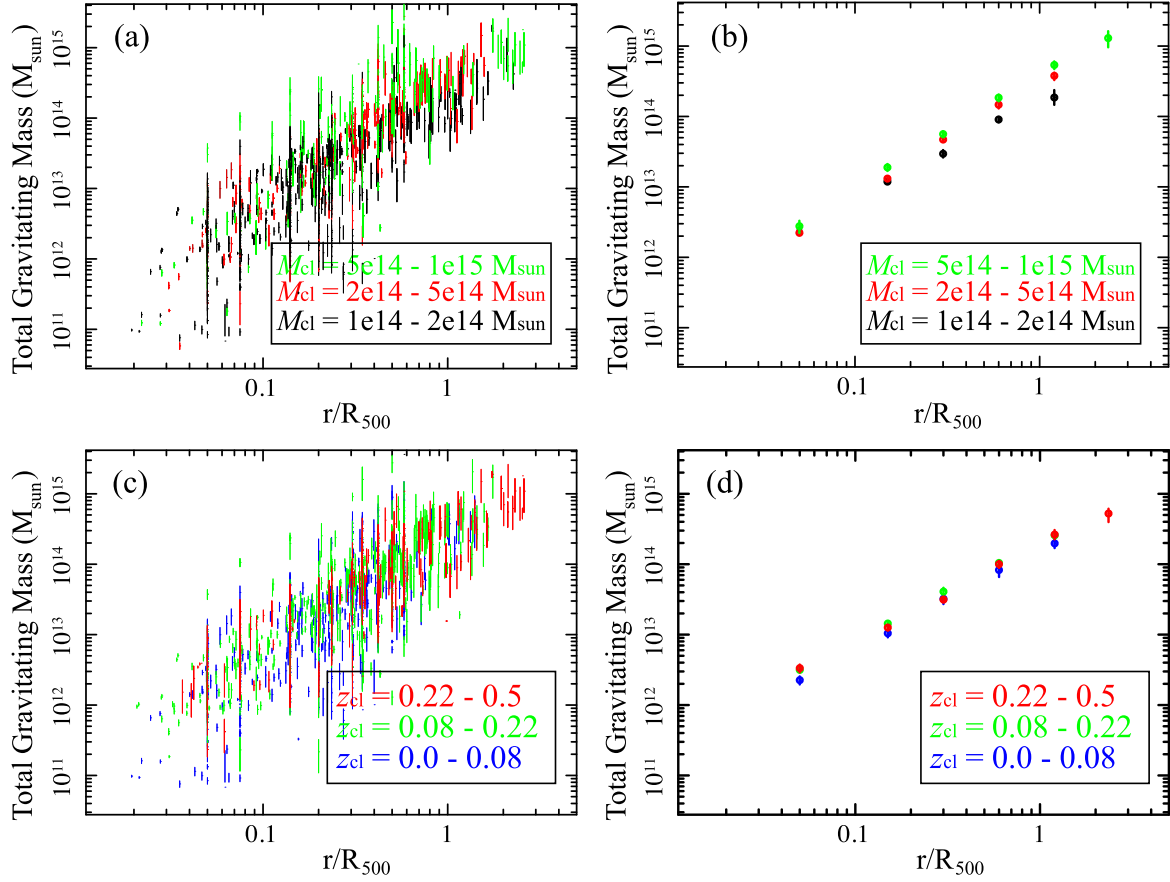 (a)
Total Gravitating Mass (M_sun)
10^15
10^14
10^13
10^12
10^11
M_cl = 5e14 - 1e15 M_sun
M_cl = 2e14 - 5e14 M_sun
M_cl = 1e14 - 2e14 M_sun
0.1
1
r/R_500
(b)
Total Gravitating Mass (M_sun)
10^15
10^14
10^13
10^12
10^11
M_cl = 5e14 - 1e15 M_sun
M_cl = 2e14 - 5e14 M_sun
M_cl = 1e14 - 2e14 M_sun
0.1
1
r/R_500
(c)
Total Gravitating Mass (M_sun)
10^15
10^14
10^13
10^12
10^11
z_cl = 0.22 - 0.5
z_cl = 0.08 - 0.22
z_cl = 0.0 - 0.08
0.1
1
r/R_500
(d)
Total Gravitating Mass (M_sun)
10^15
10^14
10^13
10^12
10^11
z_cl = 0.22 - 0.5
z_cl = 0.08 - 0.22
z_cl = 0.0 - 0.08
0.1
1
r/R_500